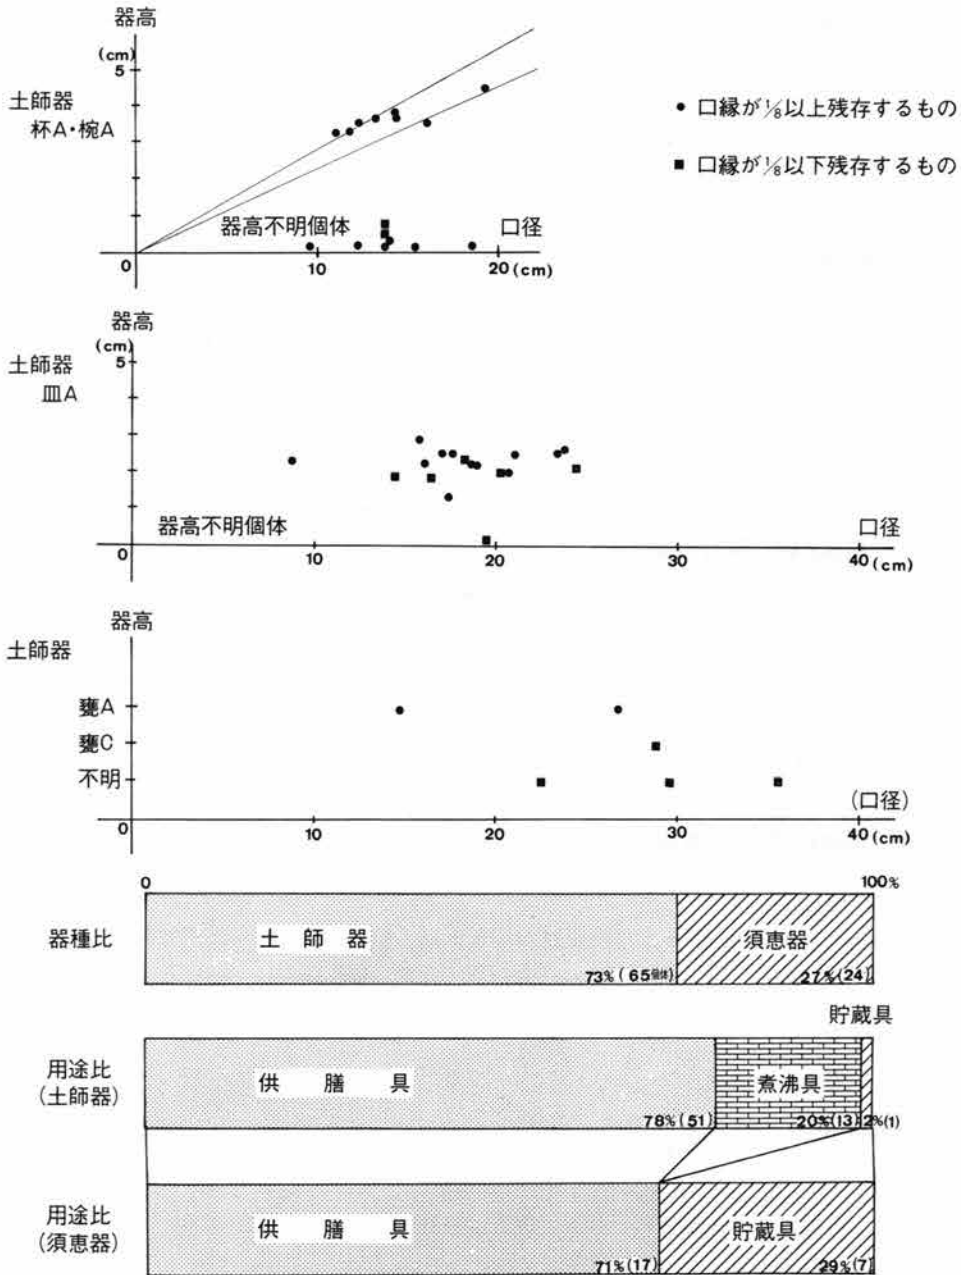 器高
(cm)
5
土師器
杯A・椀A
● 口縁が⅛以上残存するもの
■ 口縁が⅛以下残存するもの
器高不明個体
口径
0
10
20(cm)
器高
(cm)
5
土師器
皿A
器高不明個体
口径
0
10
20
30
40(cm)
器高
土師器
甕A
甕C
不明
(口径)
0
10
20
30
40(cm)
0
100%
器種比
土師器
73%(65個体)
須恵器
27%(24)
貯蔵具
用途比
(土師器)
供膳具
78%(51)
煮沸具
20%(13)
2%(1)
用途比
(須恵器)
供膳具
71%(17)
貯蔵具
29%(7)